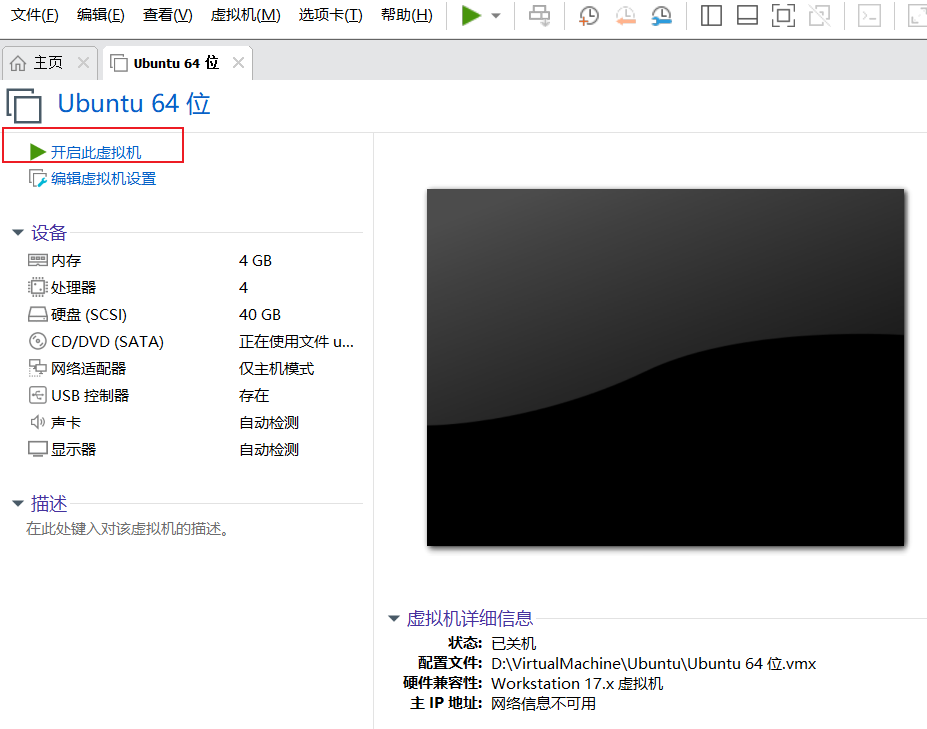 文件(F) 编辑(E) 查看(V) 虚拟机(M) 选项卡(T) 帮助(H)
主页 Ubuntu 64 位
Ubuntu 64 位
开启此虚拟机
编辑虚拟机设置
设备
内存 4 GB
处理器 4
硬盘 (SCSI) 40 GB
CD/DVD (SATA) 正在使用文件 u...
网络适配器 仅主机模式
USB 控制器 存在
声卡 自动检测
显示器 自动检测
描述
在此处键入对该虚拟机的描述。
虚拟机详细信息
状态: 已关机
配置文件: D:\VirtualMachine\Ubuntu\Ubuntu 64 位.vmx
硬件兼容性: Workstation 17.x 虚拟机
主 IP 地址: 网络信息不可用